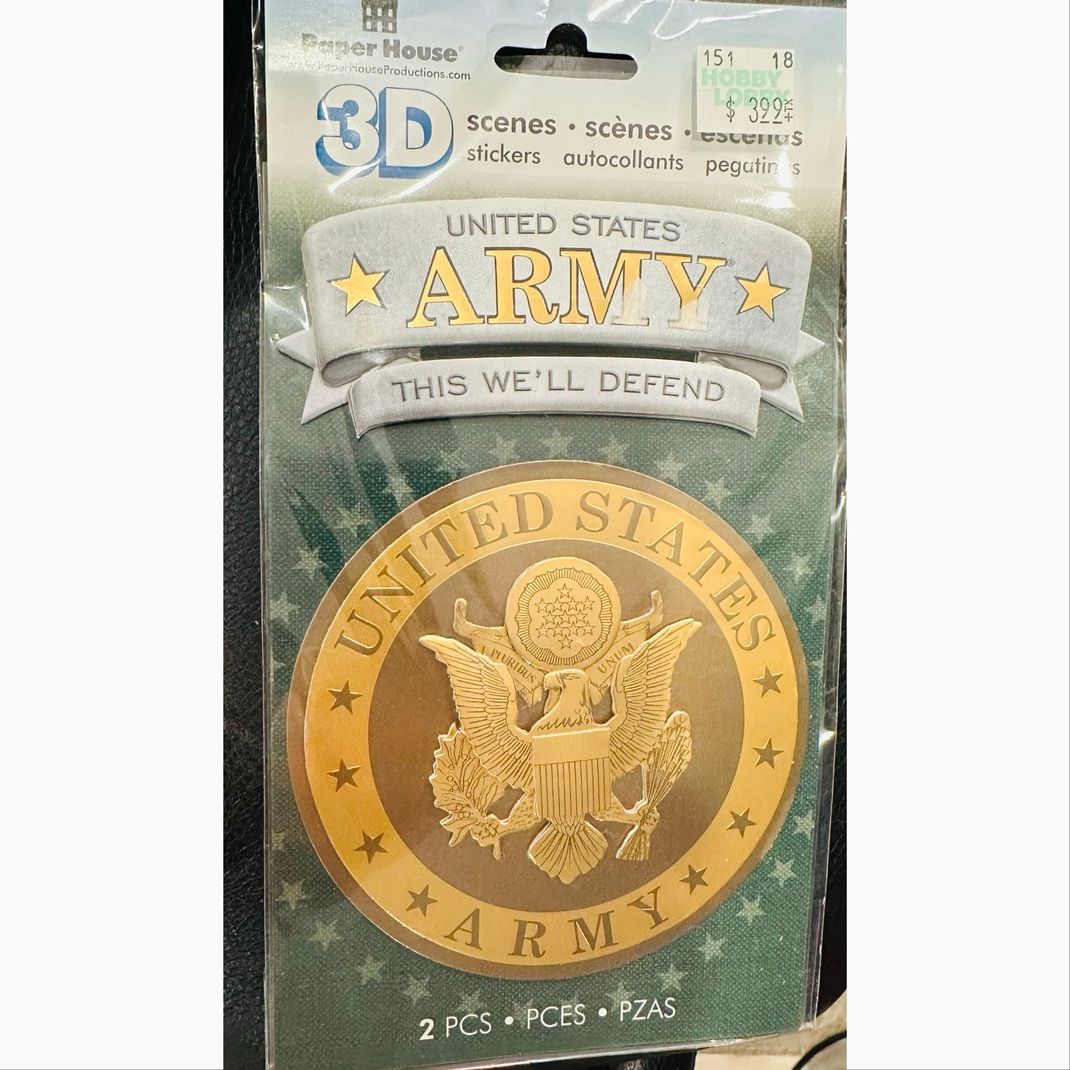 Paper House®
PaperHouseProductions.com
151 18
HOBBY
LOBBY
$ 3.99
3D
scenes • scènes • escenas
stickers autocollants pegatinas
UNITED STATES
ARMY®
THIS WE'LL DEFEND
UNITED STATES
PLURIBUS UNUM
ARMY
2 PCS • PCES • PZAS